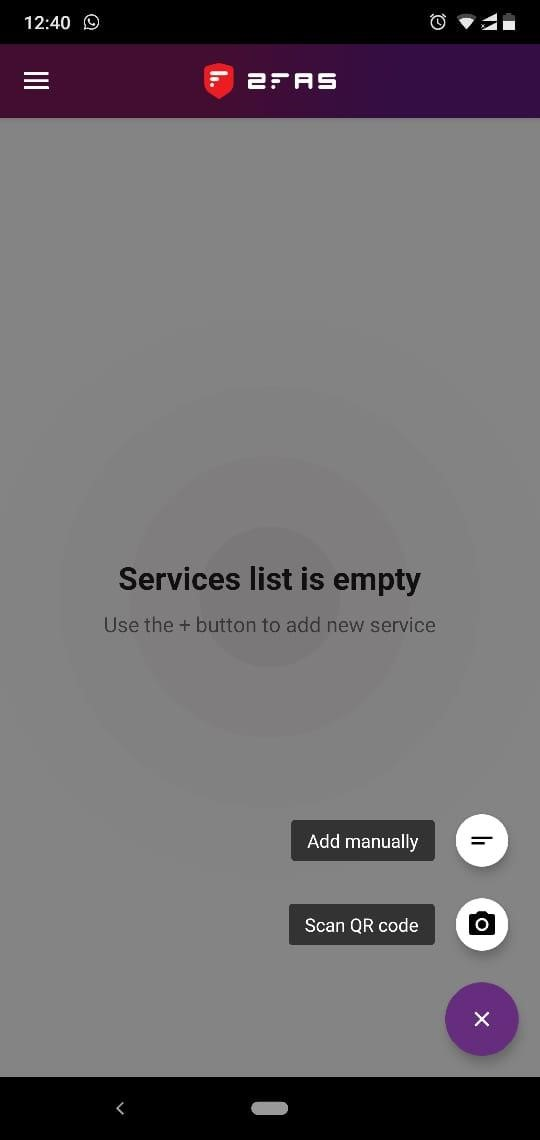 12:40
2FAS
Services list is empty
Use the + button to add new service
Add manually
Scan QR code